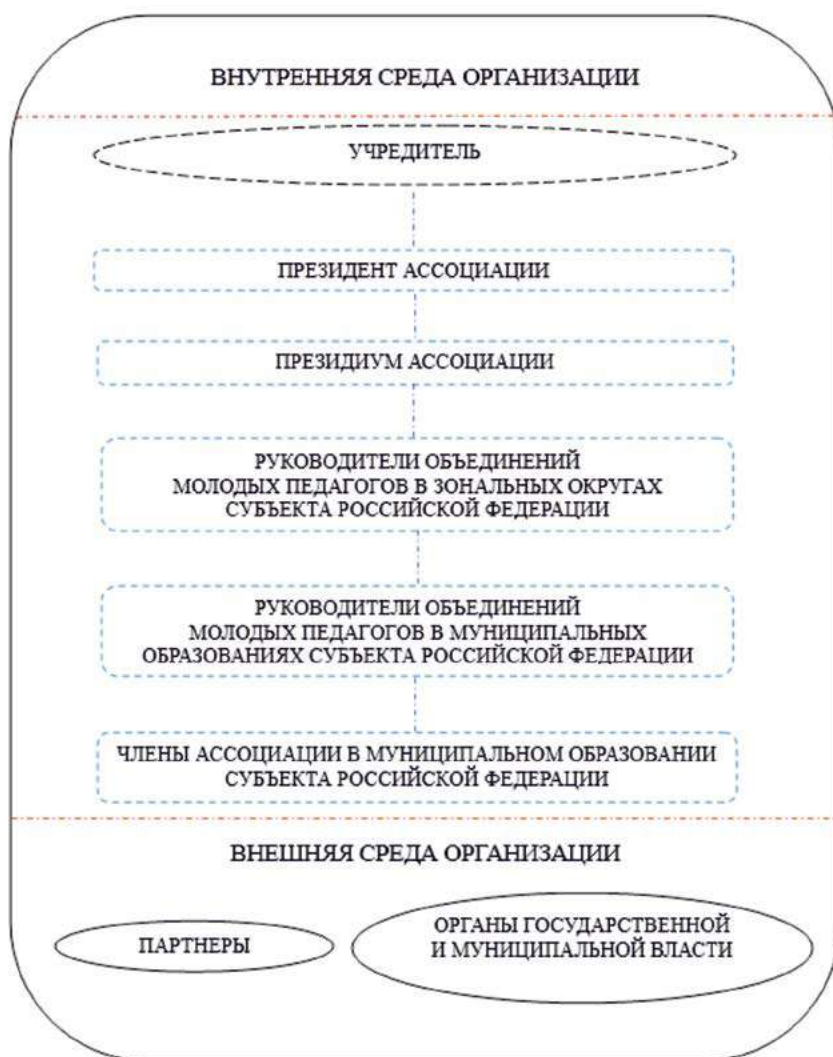 ВНУТРЕННЯЯ СРЕДА ОРГАНИЗАЦИИ
УЧРЕДИТЕЛЬ
ПРЕЗИДЕНТ АССОЦИАЦИИ
ПРЕЗИДИУМ АССОЦИАЦИИ
РУКОВОДИТЕЛИ ОБЪЕДИНЕНИЙ
МОЛОДЫХ ПЕДАГОГОВ В ЗОНАЛЬНЫХ ОКРУГАХ
СУБЪЕКТА РОССИЙСКОЙ ФЕДЕРАЦИИ
РУКОВОДИТЕЛИ ОБЪЕДИНЕНИЙ
МОЛОДЫХ ПЕДАГОГОВ В МУНИЦИПАЛЬНЫХ
ОБРАЗОВАНИЯХ СУБЪЕКТА РОССИЙСКОЙ ФЕДЕРАЦИИ
ЧЛЕНЫ АССОЦИАЦИИ В МУНИЦИПАЛЬНОМ ОБРАЗОВАНИИ
СУБЪЕКТА РОССИЙСКОЙ ФЕДЕРАЦИИ
ВНЕШНЯЯ СРЕДА ОРГАНИЗАЦИИ
ПАРТНЕРЫ
ОРГАНЫ ГОСУДАРСТВЕННОЙ
И МУНИЦИПАЛЬНОЙ ВЛАСТИ